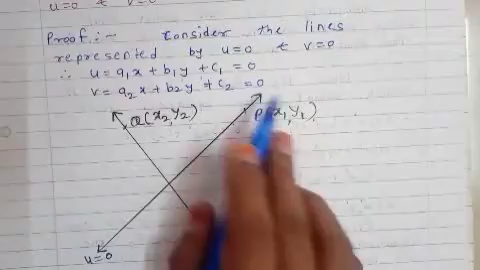 u=0 & v=0
Proof:- Consider the lines
represented by u=0 & v=0
∴ u = a₁x + b₁y + c₁ = 0
v = a₂x + b₂y + c₂ = 0
Q(x₂,y₂) P(x₁,y₁)
u=0